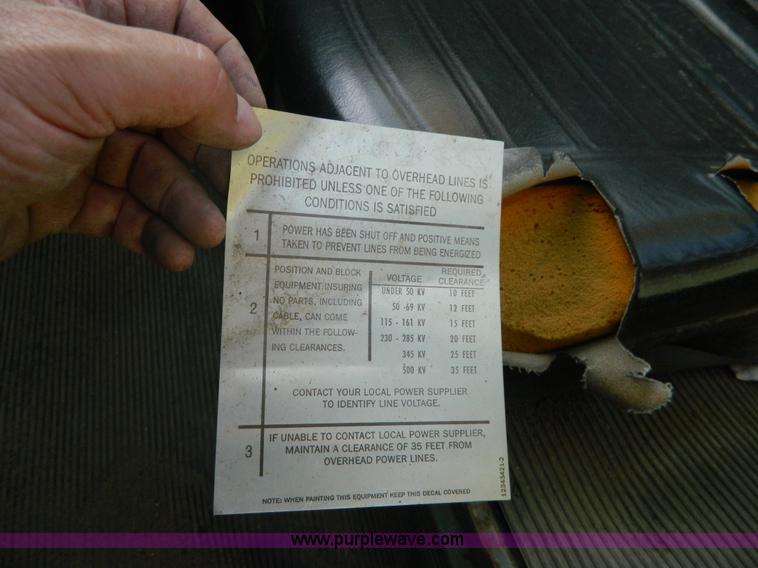 OPERATIONS ADJACENT TO OVERHEAD LINES IS
PROHIBITED UNLESS ONE OF THE FOLLOWING
CONDITIONS IS SATISFIED
1
POWER HAS BEEN SHUT OFF AND POSITIVE MEANS
TAKEN TO PREVENT LINES FROM BEING ENERGIZED
2
POSITION AND BLOCK
EQUIPMENT INSURING
NO PARTS, INCLUDING
CABLE, CAN COME
WITHIN THE FOLLOW-
ING CLEARANCES.
VOLTAGE REQUIRED CLEARANCE
UNDER 50 KV 10 FEET
50 -69 KV 12 FEET
115 - 161 KV 15 FEET
230 - 285 KV 20 FEET
345 KV 25 FEET
500 KV 35 FEET
CONTACT YOUR LOCAL POWER SUPPLIER
TO IDENTIFY LINE VOLTAGE.
3
IF UNABLE TO CONTACT LOCAL POWER SUPPLIER,
MAINTAIN A CLEARANCE OF 35 FEET FROM
OVERHEAD POWER LINES.
NOTE: WHEN PAINTING THIS EQUIPMENT KEEP THIS DECAL COVERED
12343421-2
www.purplewave.com